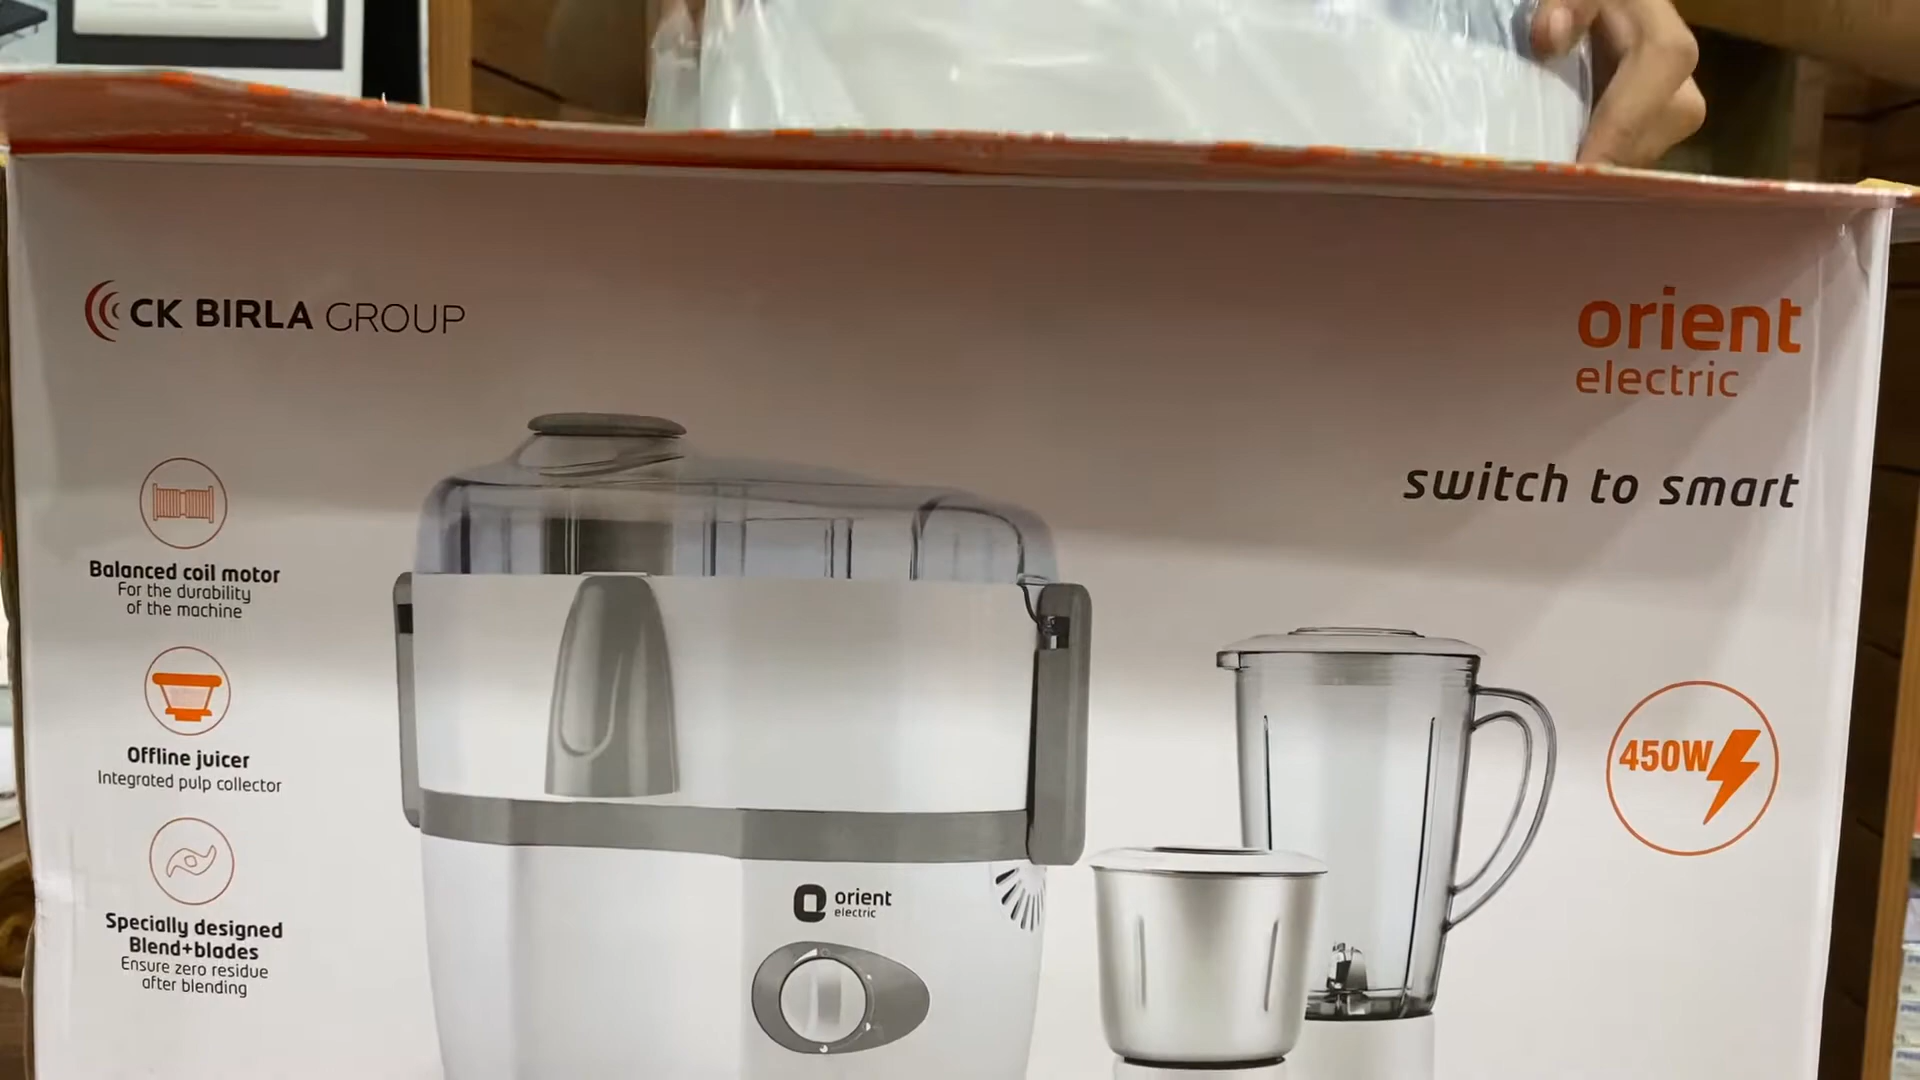 CK BIRLA GROUP
orient
electric
switch to smart
Balanced coil motor
For the durability
of the machine
Offline juicer
Integrated pulp collector
Specially designed
Blend+blades
Ensure zero residue
after blending
450W
orient
electric